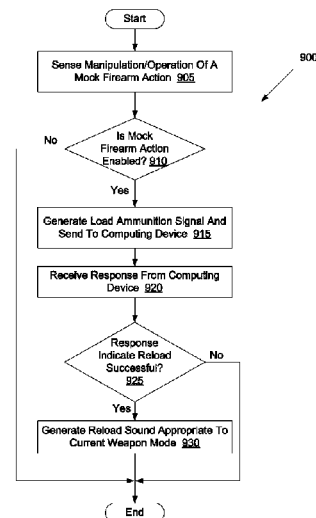 Start
Sense Manipulation/Operation Of A
Mock Firearm Action 905
900
Is Mock
Firearm Action
Enabled? 910
No
Yes
Generate Load Ammunition Signal And
Send To Computing Device 915
Receive Response From Computing
Device 920
Response
Indicate Reload
Successful?
925
No
Yes
Generate Reload Sound Appropriate To
Current Weapon Mode 930
End